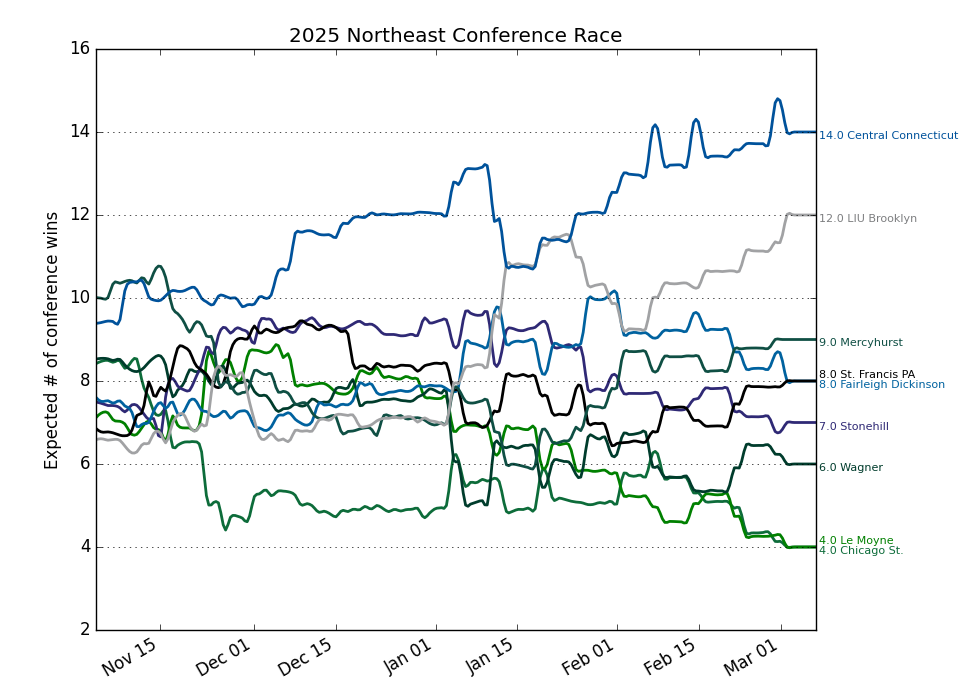 2025 Northeast Conference Race
Expected # of conference wins
16
14
12
10
8
6
4
2
14.0 Central Connecticut
12.0 LIU Brooklyn
9.0 Mercyhurst
8.0 St. Francis PA
8.0 Fairleigh Dickinson
7.0 Stonehill
6.0 Wagner
4.0 Le Moyne
4.0 Chicago St.
Nov 15
Dec 01
Dec 15
Jan 01
Jan 15
Feb 01
Feb 15
Mar 01